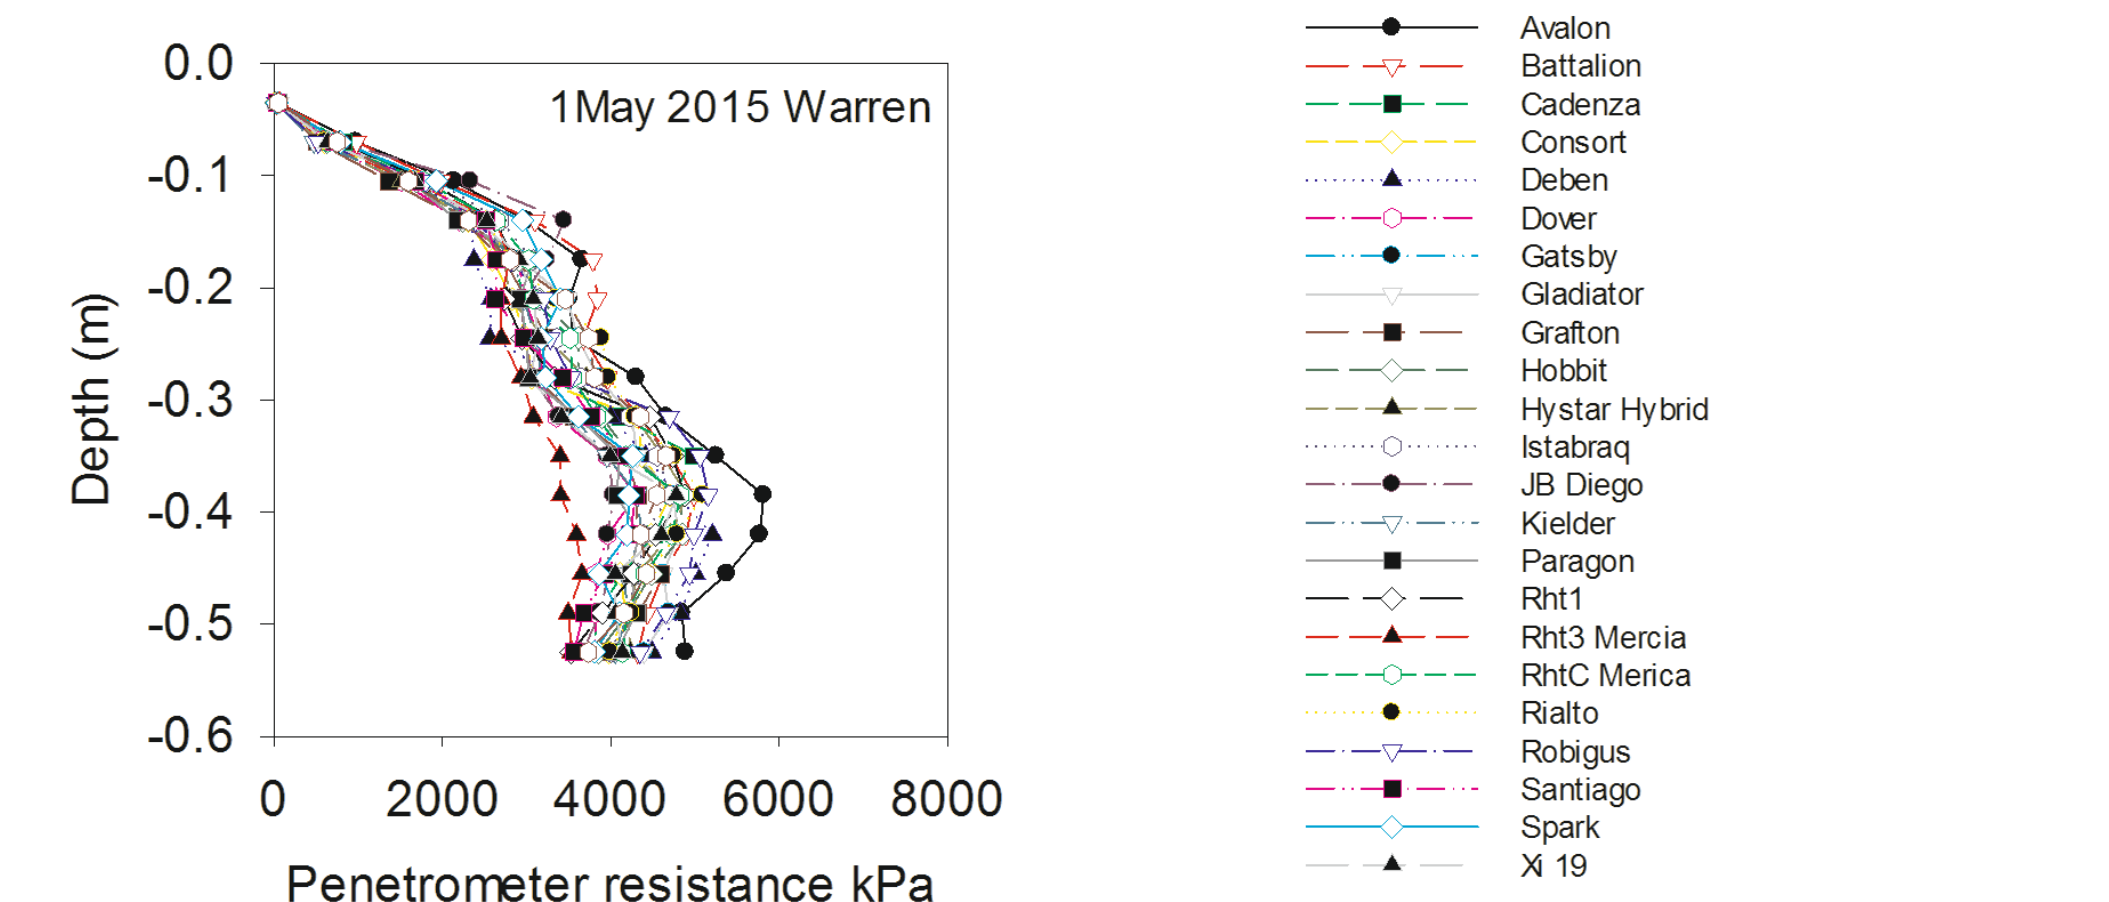 0.0
-0.1
-0.2
-0.3
-0.4
-0.5
-0.6
Depth (m)
1May 2015 Warren
0 2000 4000 6000 8000
Penetrometer resistance kPa
Avalon
Battalion
Cadenza
Consort
Deben
Dover
Gatsby
Gladiator
Grafton
Hobbit
Hystar Hybrid
Istabraq
JB Diego
Kielder
Paragon
Rht1
Rht3 Mercia
RhtC Merica
Rialto
Robigus
Santiago
Spark
Xi 19